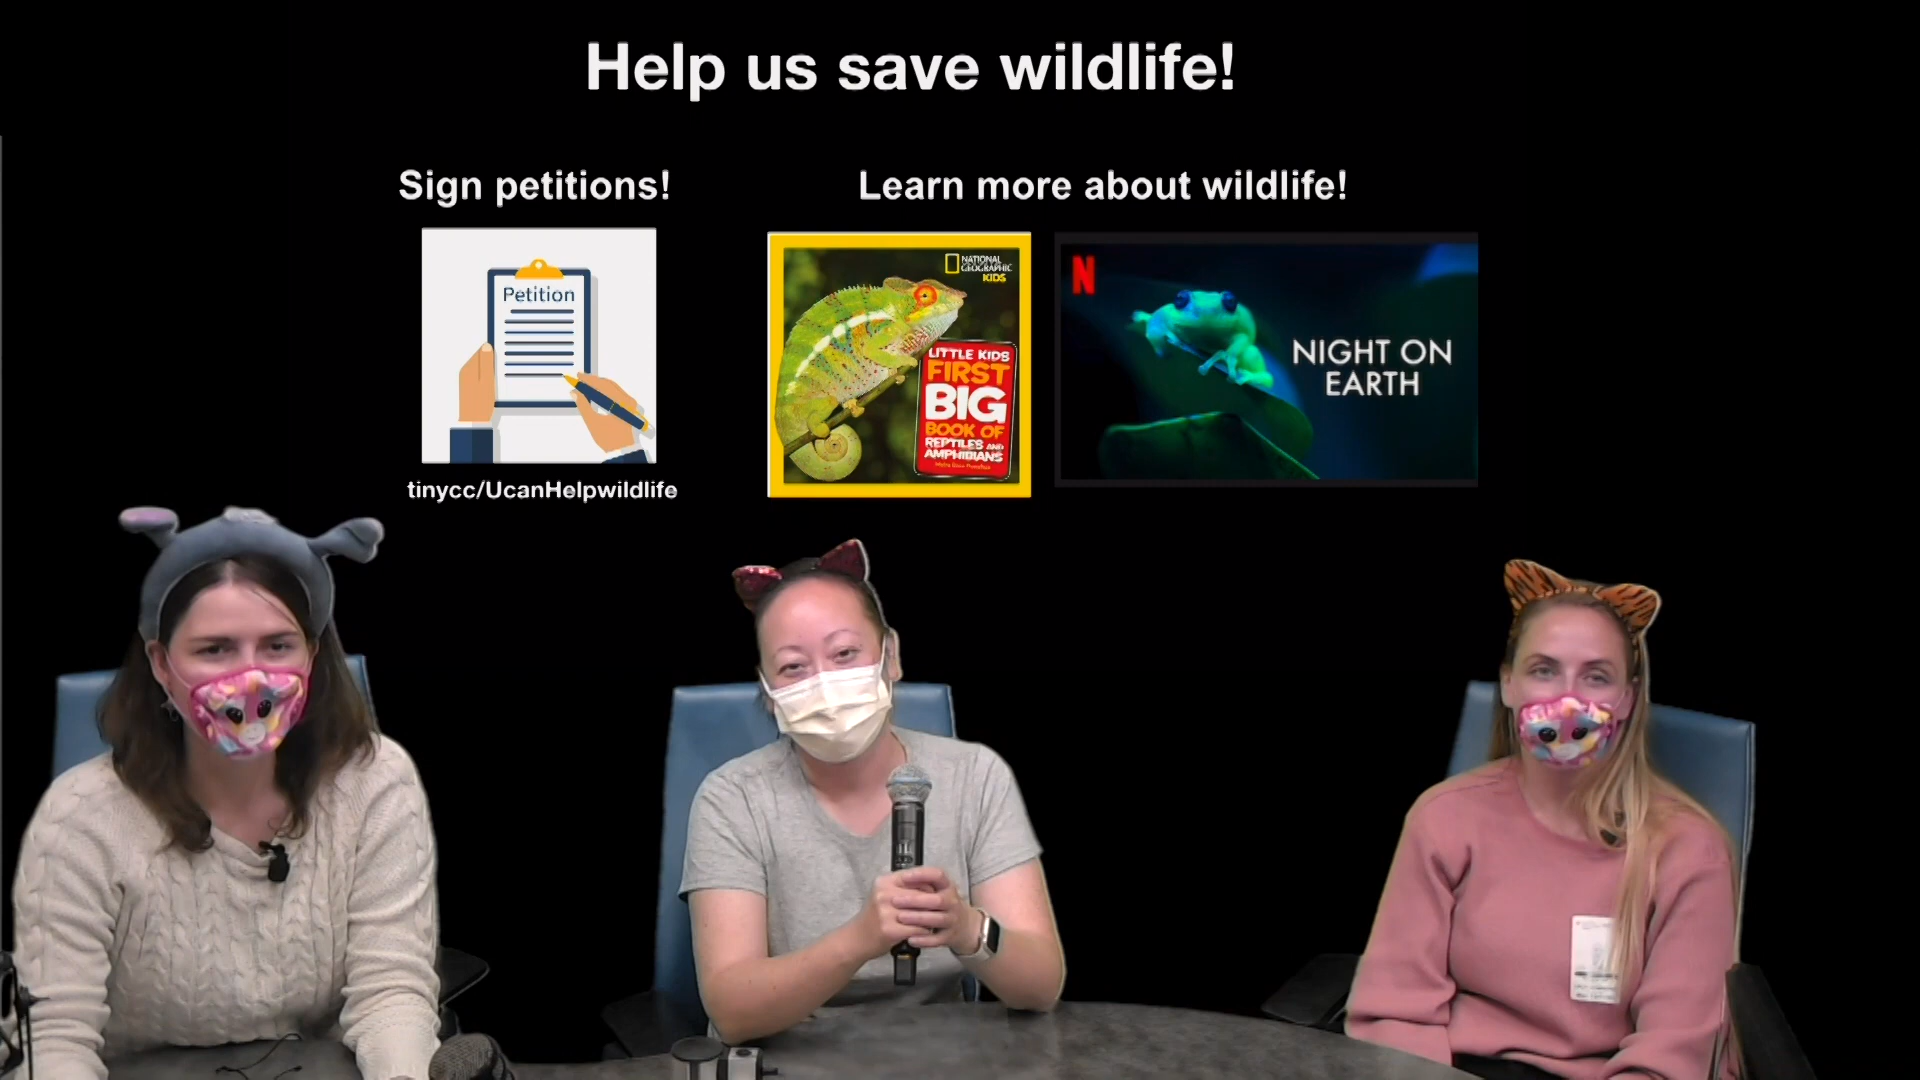 Help us save wildlife!
Sign petitions!
Learn more about wildlife!
Petition
tinycc/UcanHelpwildlife
NATIONAL
GEOGRAPHIC
KIDS
LITTLE KIDS
FIRST
BIG
BOOK OF
REPTILES AND
AMPHIBIANS
N
NIGHT ON
EARTH